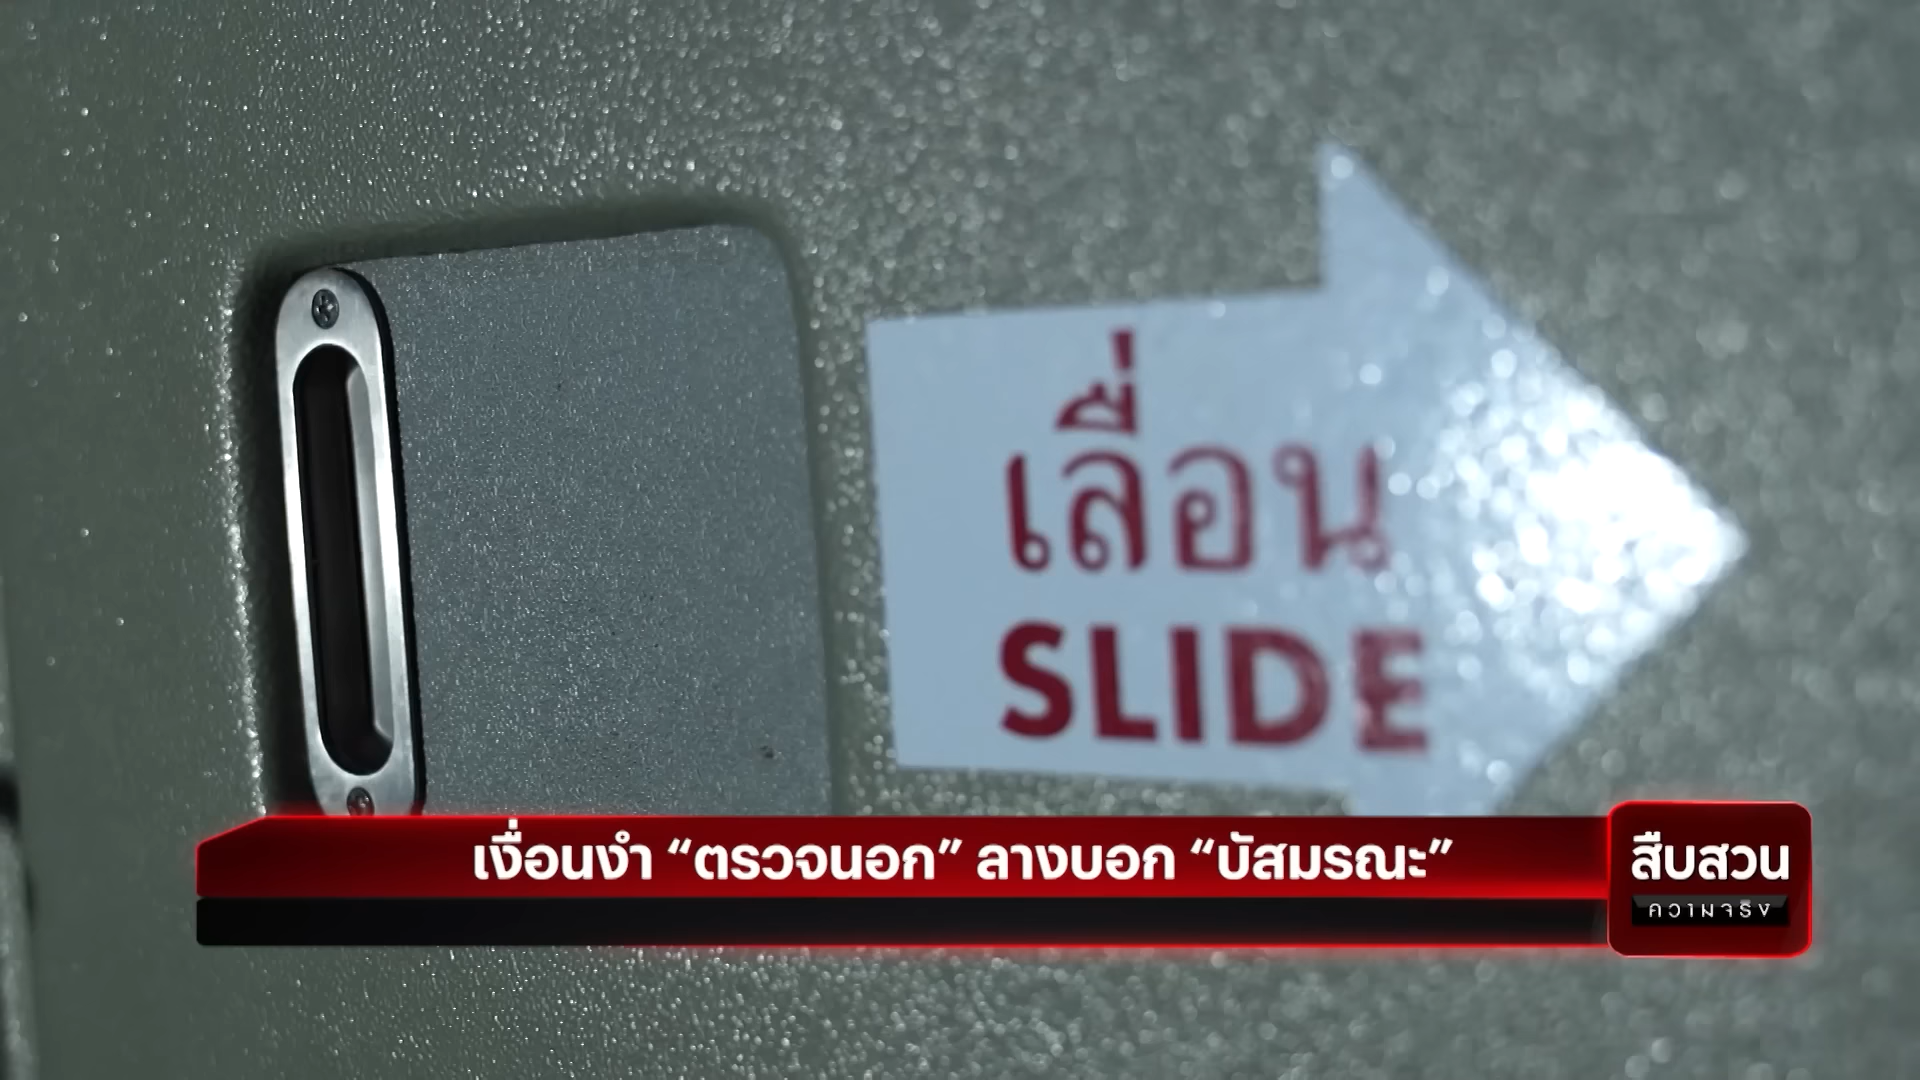 เลื่อน
SLIDE
เงื่อนงำ “ตรวจนอก” ลางบอก “บัสมรณะ”
สืบสวน
ความจริง